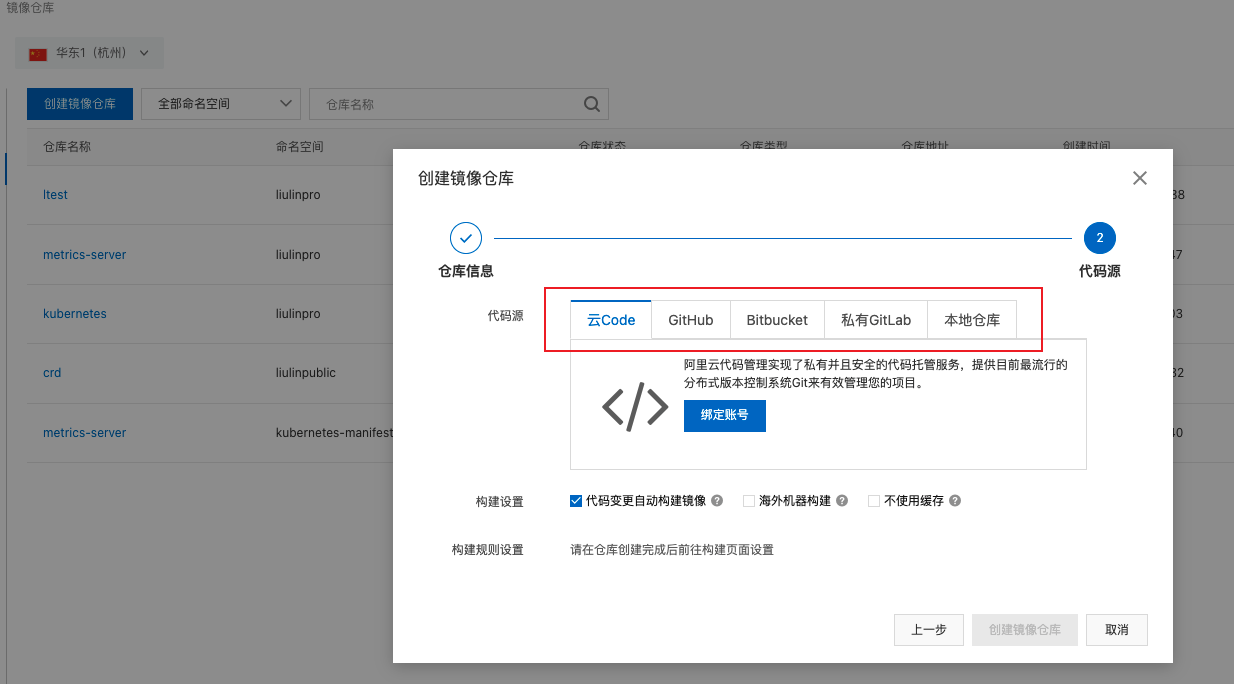 镜像仓库
华东1（杭州）
创建镜像仓库 全部命名空间 仓库名称
仓库名称 命名空间 仓库状态 仓库类型 仓库地址 创建时间
ltest liulinpro 38
metrics-server liulinpro 47
kubernetes liulinpro 03
crd liulinpublic 32
metrics-server kubernetes-manifest 40
创建镜像仓库
2
仓库信息 代码源
代码源 云Code GitHub Bitbucket 私有GitLab 本地仓库
阿里云代码管理实现了私有并且安全的代码托管服务，提供目前最流行的
分布式版本控制系统Git来有效管理您的项目。
</>
绑定账号
构建设置 代码变更自动构建镜像 ? 海外机器构建 ? 不使用缓存 ?
构建规则设置 请在仓库创建完成后前往构建页面设置
上一步 创建镜像仓库 取消